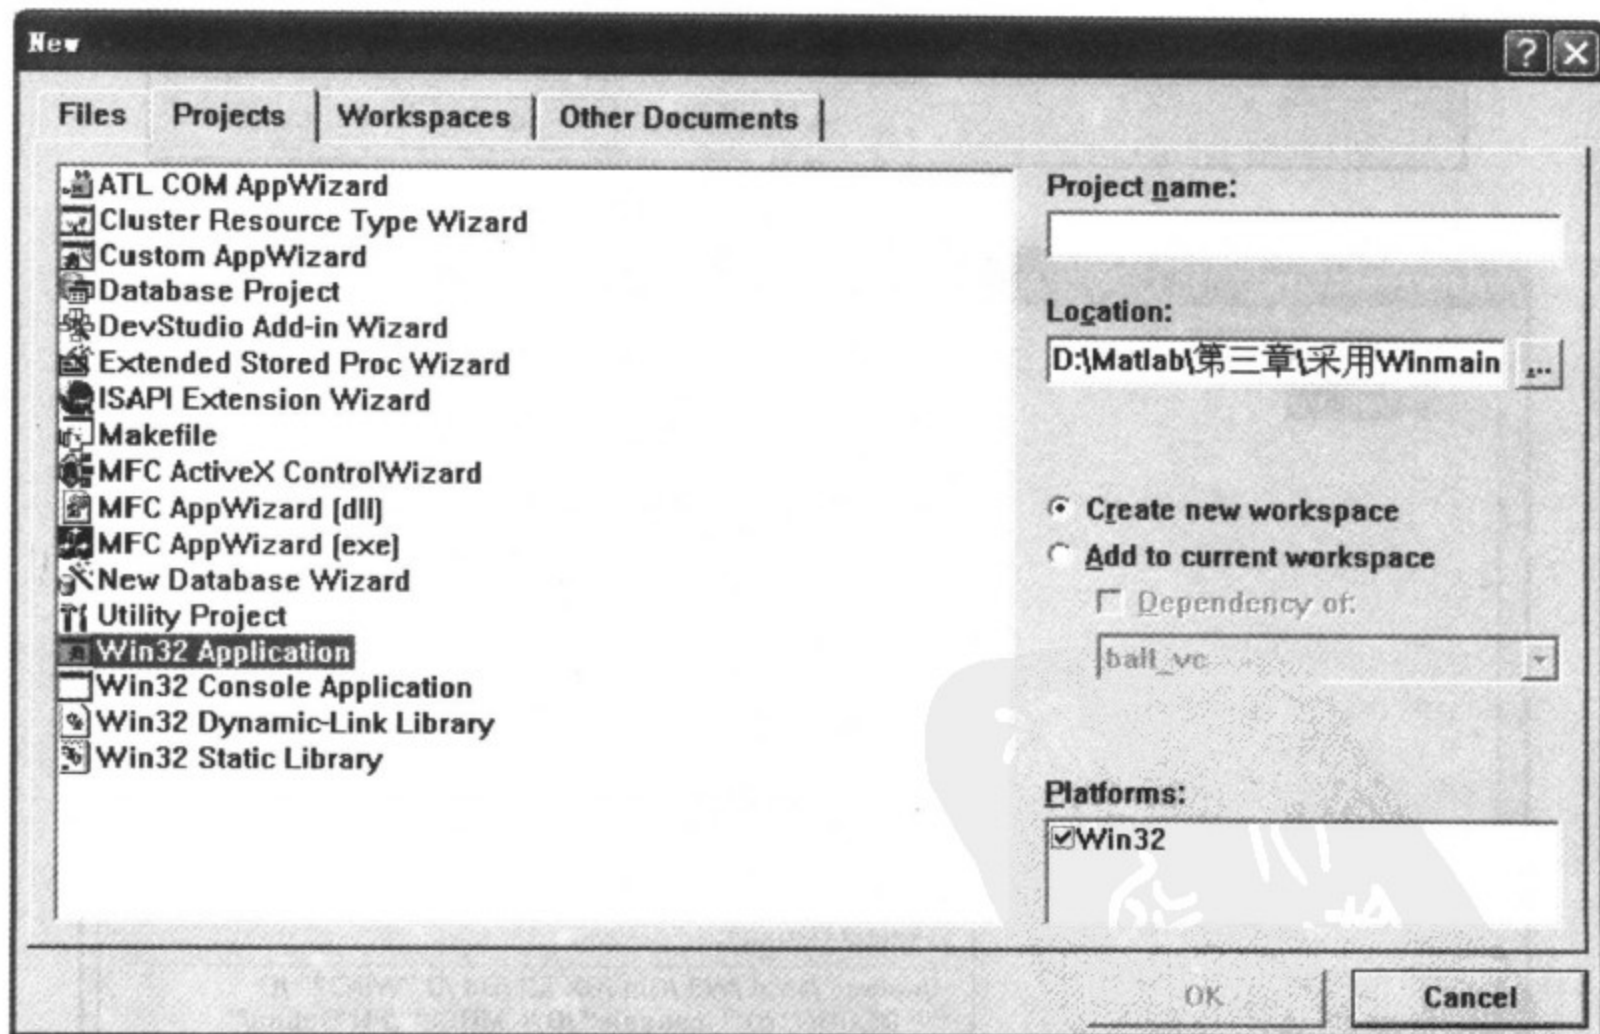 New
Files Projects Workspaces Other Documents
ATL COM AppWizard
Cluster Resource Type Wizard
Custom AppWizard
Database Project
DevStudio Add-in Wizard
Extended Stored Proc Wizard
ISAPI Extension Wizard
Makefile
MFC ActiveX ControlWizard
MFC AppWizard (dll)
MFC AppWizard (exe)
New Database Wizard
Utility Project
Win32 Application
Win32 Console Application
Win32 Dynamic-Link Library
Win32 Static Library
Project name:
Location:
D:\Matlab\第三章\采用Winmain
...
Create new workspace
Add to current workspace
Dependency of:
ball_vc
Platforms:
Win32
OK Cancel